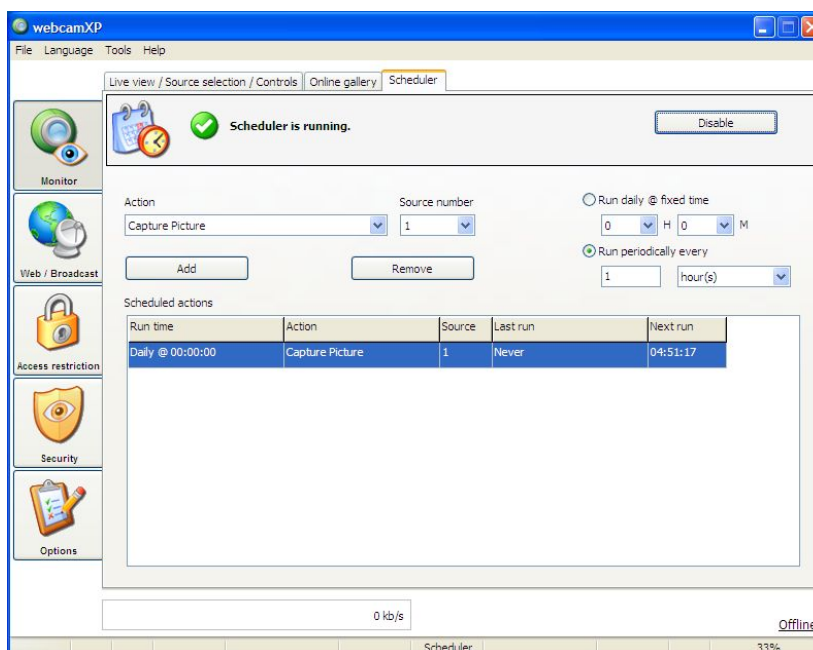 webcamXP
File Language Tools Help
Live view / Source selection / Controls Online gallery Scheduler
Scheduler is running.
Disable
Monitor
Web / Broadcast
Access restriction
Security
Options
Action Source number
Capture Picture 1
Run daily @ fixed time
0 H 0 M
Run periodically every
1 hour(s)
Add Remove
Scheduled actions
Run time Action Source Last run Next run
Daily @ 00:00:00 Capture Picture 1 Never 04:51:17
0 kb/s
Offline
Scheduler 33%